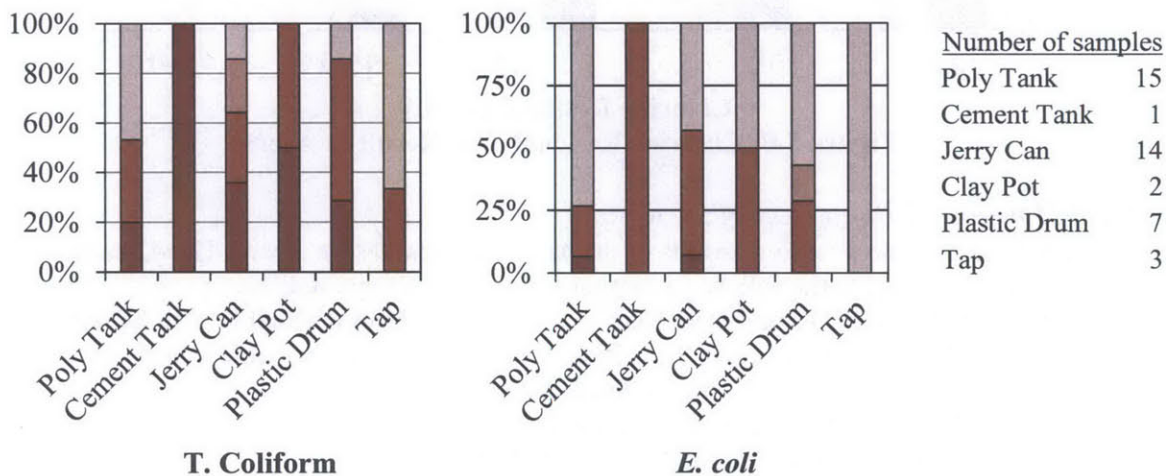 100%
80%
60%
40%
20%
0%
Poly Tank
Cement Tank
Jerry Can
Clay Pot
Plastic Drum
Tap
T. Coliform
100%
75%
50%
25%
0%
Poly Tank
Cement Tank
Jerry Can
Clay Pot
Plastic Drum
Tap
E. coli
Number of samples
Poly Tank 15
Cement Tank 1
Jerry Can 14
Clay Pot 2
Plastic Drum 7
Tap 3